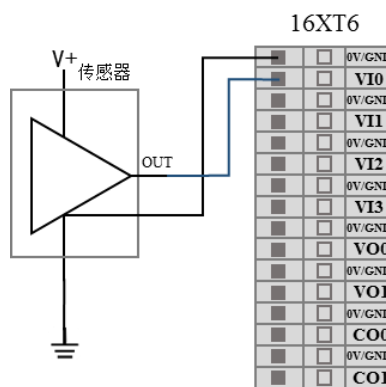 16XT6
V+
传感器
OUT
0V/GND
VI0
0V/GND
VI1
0V/GND
VI2
0V/GND
VI3
0V/GND
VO0
0V/GND
VO1
0V/GND
CO0
0V/GND
CO1